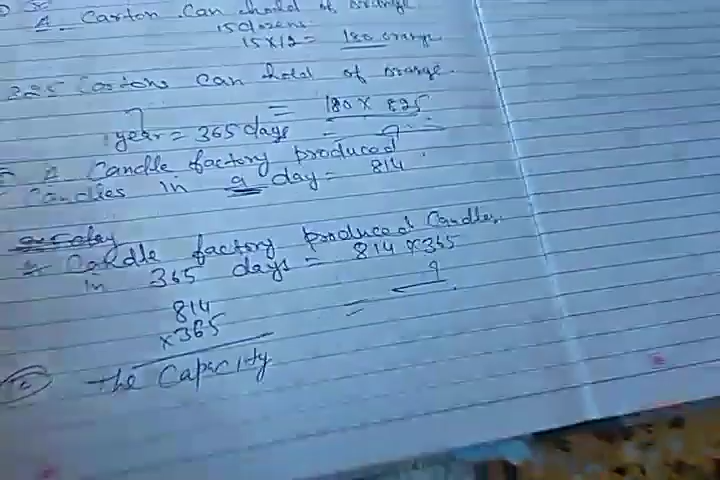 A. Carton can hold of orange
15 dozens
15 x 12 = 180 orange
225 Cartons can hold of orange.
= 180 x 825
year = 365 days
A Candle factory produced
Candles in a day = 814
Candle factory produced Candles
in 365 days = 814 x 365
814
x 365
=
The Capacity